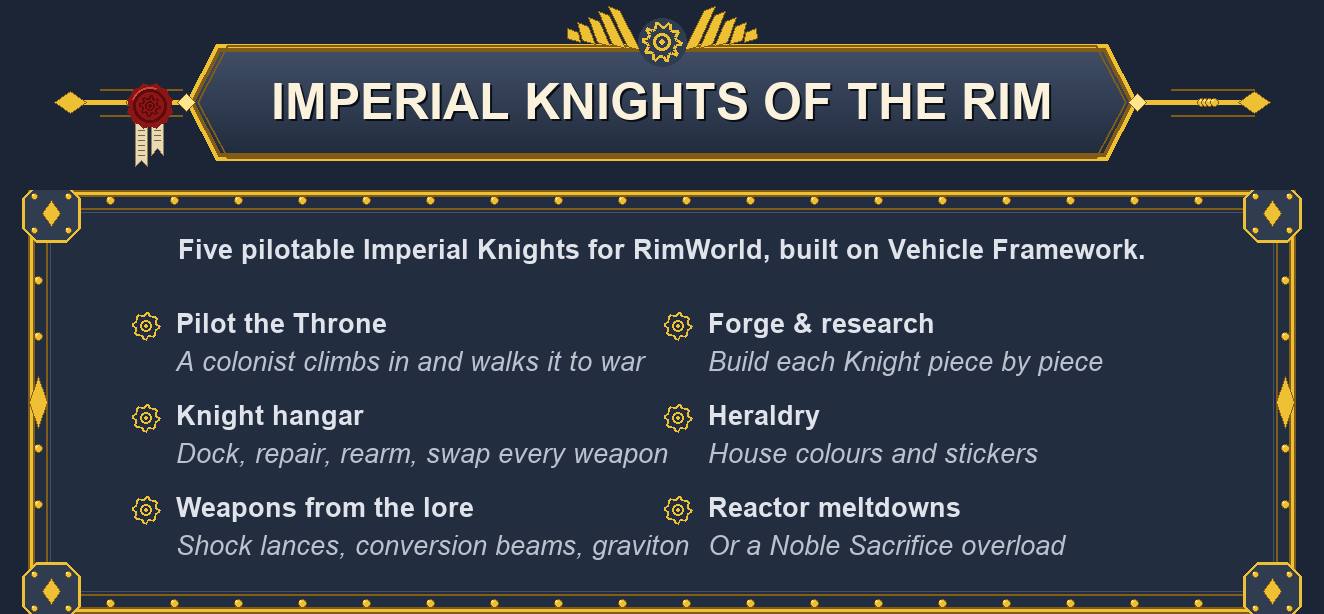 IMPERIAL KNIGHTS OF THE RIM
Five pilotable Imperial Knights for RimWorld, built on Vehicle Framework.
Pilot the Throne
A colonist climbs in and walks it to war
Forge & research
Build each Knight piece by piece
Knight hangar
Dock, repair, rearm, swap every weapon
Heraldry
House colours and stickers
Weapons from the lore
Shock lances, conversion beams, graviton
Reactor meltdowns
Or a Noble Sacrifice overload